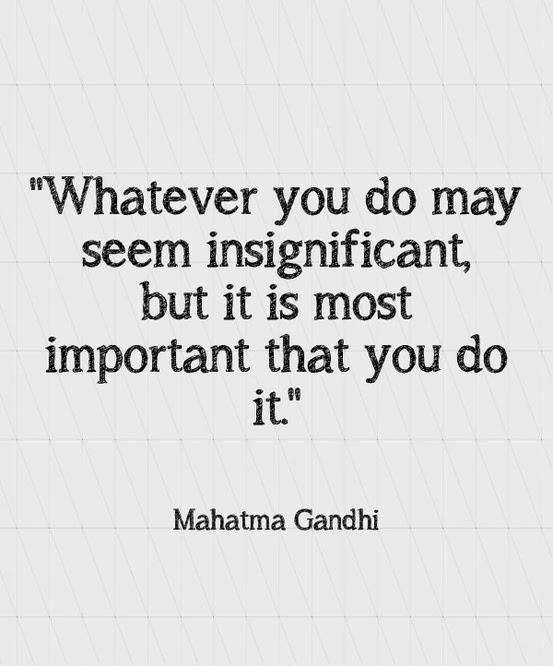 "Whatever you do may
seem insignificant,
but it is most
important that you do
it."
Mahatma Gandhi